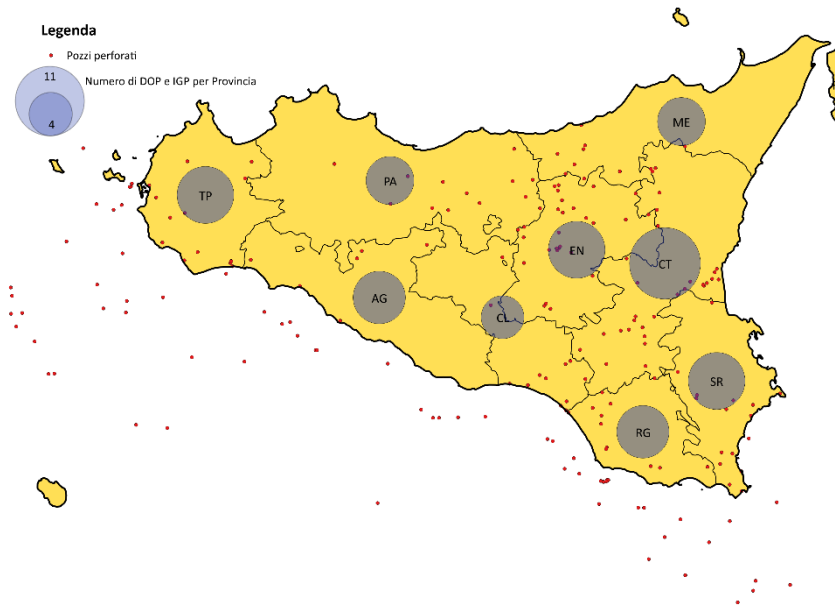 Legenda
Pozzi perforati
11
Numero di DOP e IGP per Provincia
4
ME
TP
PA
EN
CT
AG
CL
SR
RG